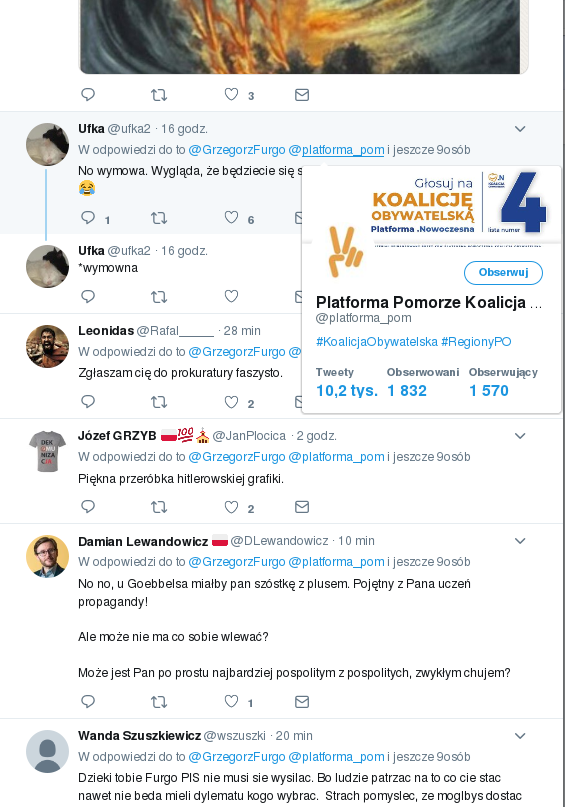 3
Ufka @ufka2 · 16 godz.
W odpowiedzi do to @GrzegorzFurgo @platforma_pom i jeszcze 9osób
No wymowa. Wygląda, że będziecie się s
😂
1 6
Ufka @ufka2 · 16 godz.
*wymowna
Głosuj na
KOALICJĘ
OBYWATELSKĄ
Platforma .Nowoczesna
4
lista numer
Obserwuj
Platforma Pomorze Koalicja ...
@platforma_pom
#KoalicjaObywatelska #RegionyPO
Tweety Obserwowani Obserwujący
10,2 tys. 1 832 1 570
Leonidas @Rafal_____ · 28 min
W odpowiedzi do to @GrzegorzFurgo @
Zgłaszam cię do prokuratury faszysto.
2
Józef GRZYB 🇵🇱💯⛪ @JanPlocica · 2 godz.
W odpowiedzi do to @GrzegorzFurgo @platforma_pom i jeszcze 9osób
DEK
OMU
NIZA
CJA
Piękna przeróbka hitlerowskiej grafiki.
2
Damian Lewandowicz 🇵🇱 @DLewandowicz · 10 min
W odpowiedzi do to @GrzegorzFurgo @platforma_pom i jeszcze 9osób
No no, u Goebbelsa miałby pan szóstkę z plusem. Pojętny z Pana uczeń
propagandy!
Ale może nie ma co sobie wlewać?
Może jest Pan po prostu najbardziej pospolitym z pospolitych, zwykłym chujem?
1
Wanda Szuszkiewicz @wszuszki · 20 min
W odpowiedzi do to @GrzegorzFurgo @platforma_pom i jeszcze 9osób
Dzieki tobie Furgo PIS nie musi sie wysilac. Bo ludzie patrzac na to co cie stac
nawet nie beda mieli dylematu kogo wybrac. Strach pomyslec, ze moglbys dostac